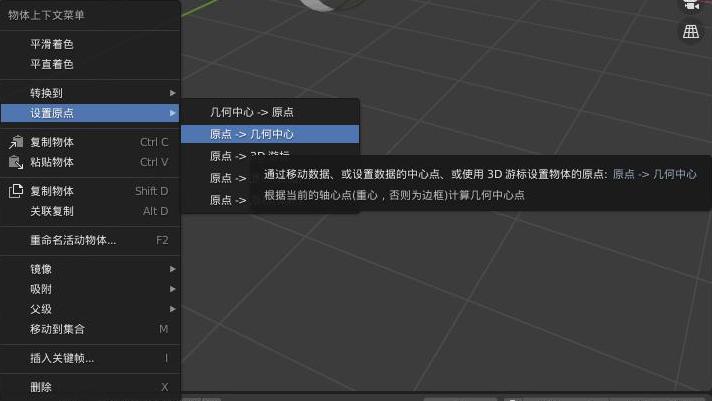 物体上下文菜单
平滑着色
平直着色
转换到
设置原点
复制物体 Ctrl C
粘贴物体 Ctrl V
复制物体 Shift D
关联复制 Alt D
重命名活动物体... F2
镜像
吸附
父级
移动到集合 M
插入关键帧... I
删除 X
几何中心 -> 原点
原点 -> 几何中心
原点 -> 3D 游标
原点 ->
原点 ->
通过移动数据、或设置数据的中心点、或使用 3D 游标设置物体的原点: 原点 -> 几何中心
根据当前的轴心点(重心，否则为边框)计算几何中心点